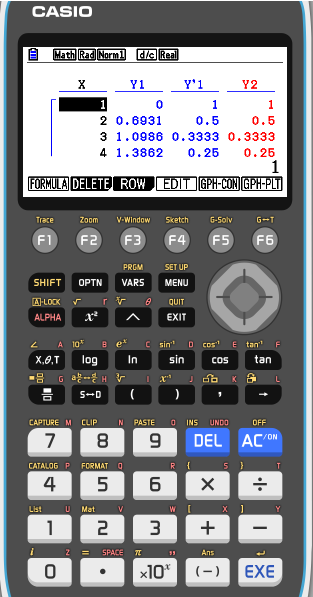 CASIO
Math Rad Norm1 d/c Real
X Y1 Y'1 Y2
1 0 1 1
2 0.6931 0.5 0.5
3 1.0986 0.3333 0.3333
4 1.3862 0.25 0.25
1
FORMULA DELETE ROW EDIT GPH-CON GPH-PLT
Trace Zoom V-Window Sketch G-Solv G↔T
F1 F2 F3 F4 F5 F6
PRGM SET UP
SHIFT OPTN VARS MENU
A-LOCK √ r ˣ√ θ QUIT
ALPHA x² ^ EXIT
∠ A 10ˣ B eˣ C sin⁻¹ D cos⁻¹ E tan⁻¹ F
X,θ,T log ln sin cos tan
G H ³√ I x⁻¹ J K L
S↔D ( ) , →
CAPTURE M CLIP N PASTE O INS UNDO OFF
7 8 9 DEL AC/ON
CATALOG P FORMAT Q R { S } T
4 5 6 × ÷
List U Mat V W [ X ] Y
1 2 3 + −
i Z = SPACE π " Ans ↵
0 • ×10ˣ (−) EXE